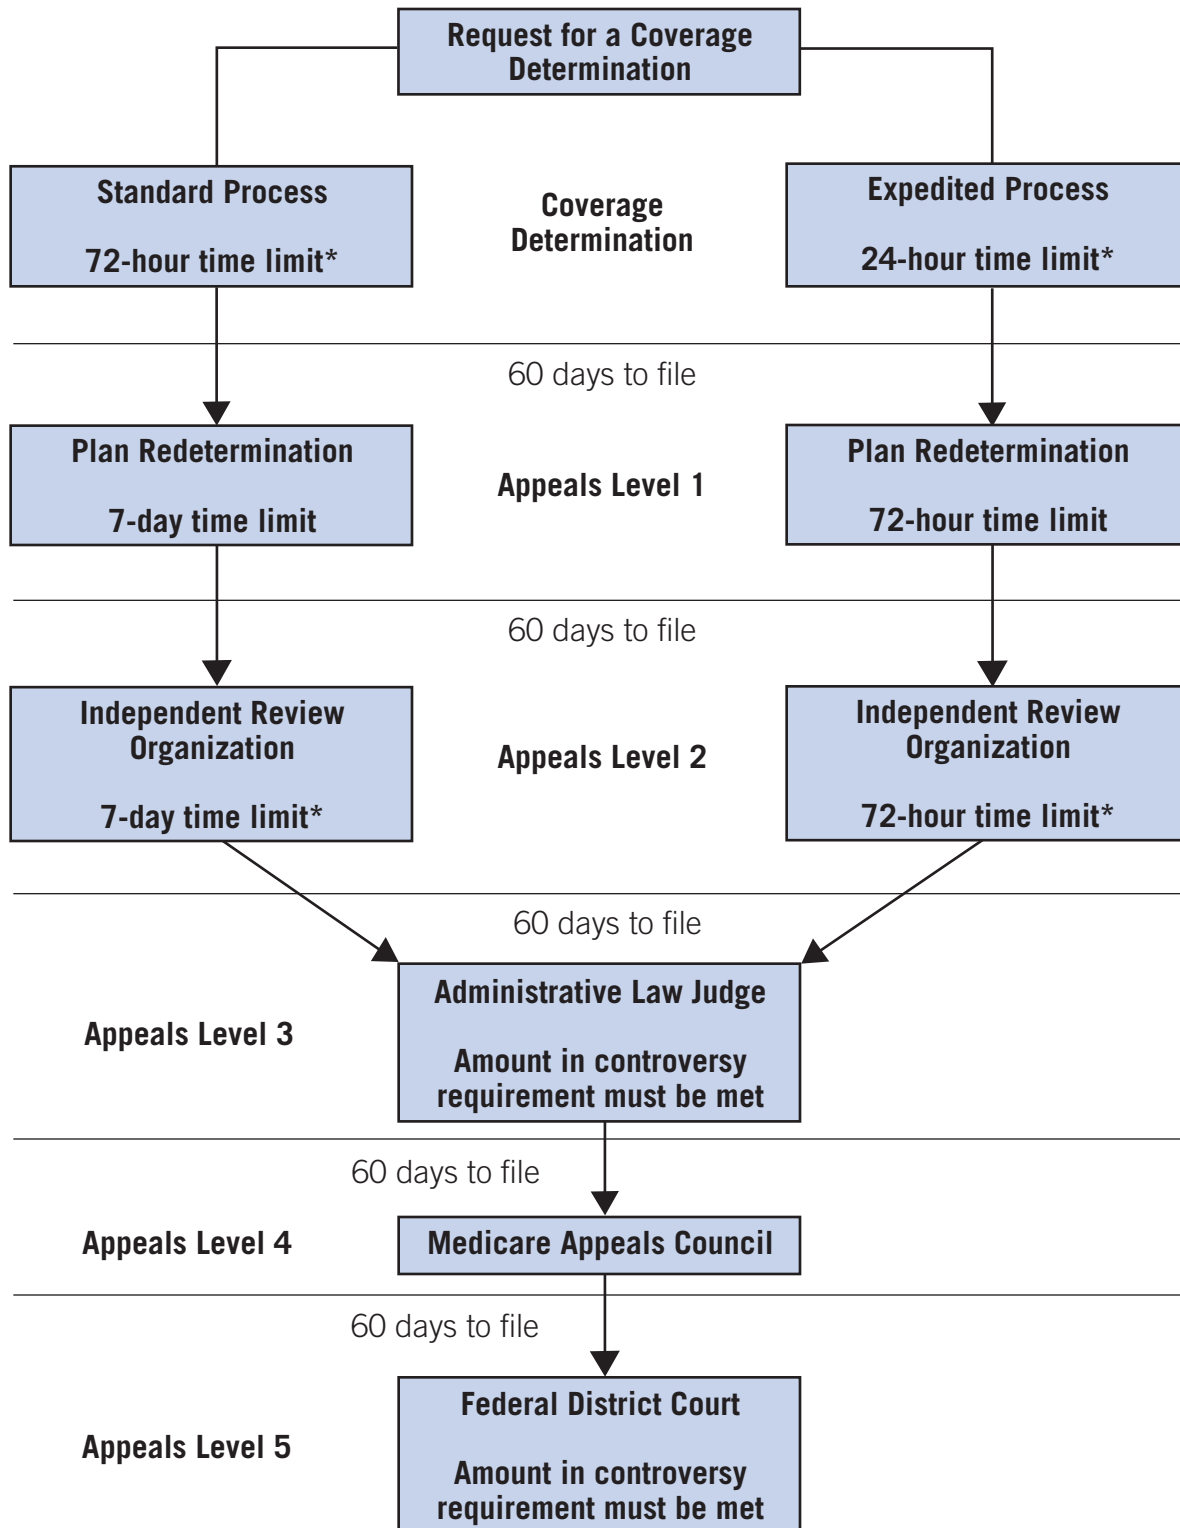 Request for a Coverage
Determination
Standard Process
72-hour time limit*
Coverage
Determination
Expedited Process
24-hour time limit*
60 days to file
Plan Redetermination
7-day time limit
Appeals Level 1
Plan Redetermination
72-hour time limit
60 days to file
Independent Review
Organization
7-day time limit*
Appeals Level 2
Independent Review
Organization
72-hour time limit*
60 days to file
Appeals Level 3
Administrative Law Judge
Amount in controversy
requirement must be met
60 days to file
Appeals Level 4
Medicare Appeals Council
60 days to file
Appeals Level 5
Federal District Court
Amount in controversy
requirement must be met